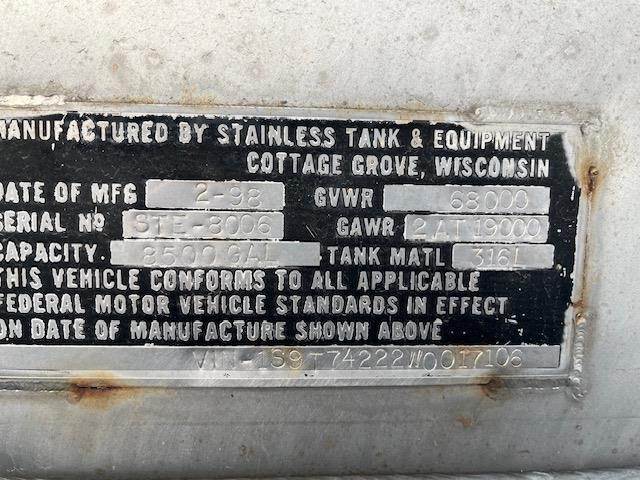 MANUFACTURED BY STAINLESS TANK & EQUIPMENT
COTTAGE GROVE, WISCONSIN
DATE OF MFG 2-98 GVWR 68000
SERIAL Nº STE-8006 GAWR 2 AT 19000
CAPACITY. 8500 GAL TANK MATL 316L
THIS VEHICLE CONFORMS TO ALL APPLICABLE
FEDERAL MOTOR VEHICLE STANDARDS IN EFFECT
ON DATE OF MANUFACTURE SHOWN ABOVE
VIN-1S9T74222W0017106